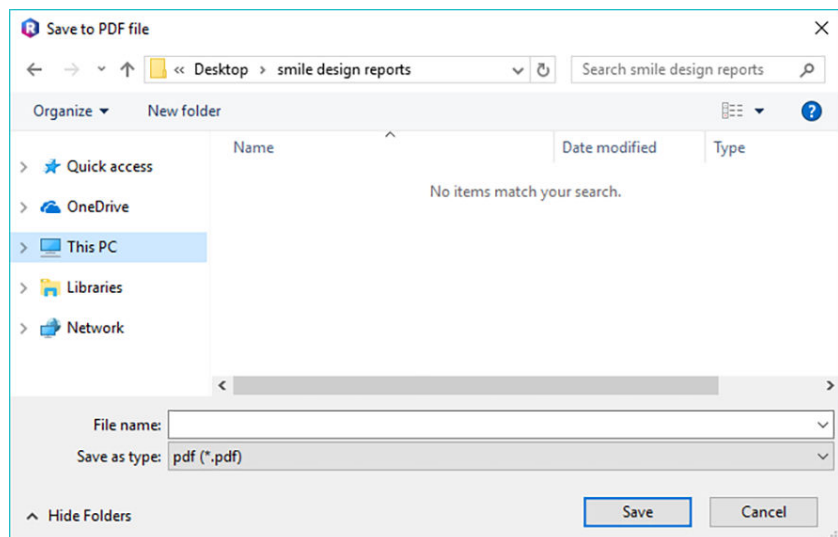 Save to PDF file
« Desktop > smile design reports
Search smile design reports
Organize
New folder
Name
Date modified
Type
No items match your search.
Quick access
OneDrive
This PC
Libraries
Network
File name:
Save as type: pdf (*.pdf)
Hide Folders
Save
Cancel